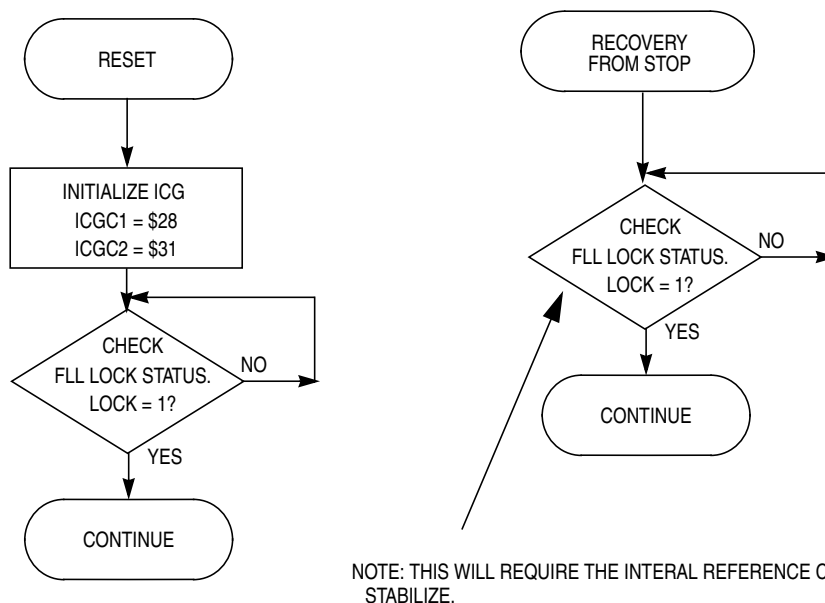 RESET
INITIALIZE ICG
ICGC1 = $28
ICGC2 = $31
CHECK
FLL LOCK STATUS.
LOCK = 1?
NO
YES
CONTINUE
RECOVERY
FROM STOP
CHECK
FLL LOCK STATUS.
LOCK = 1?
NO
YES
CONTINUE
NOTE: THIS WILL REQUIRE THE INTERAL REFERENCE
STABILIZE.